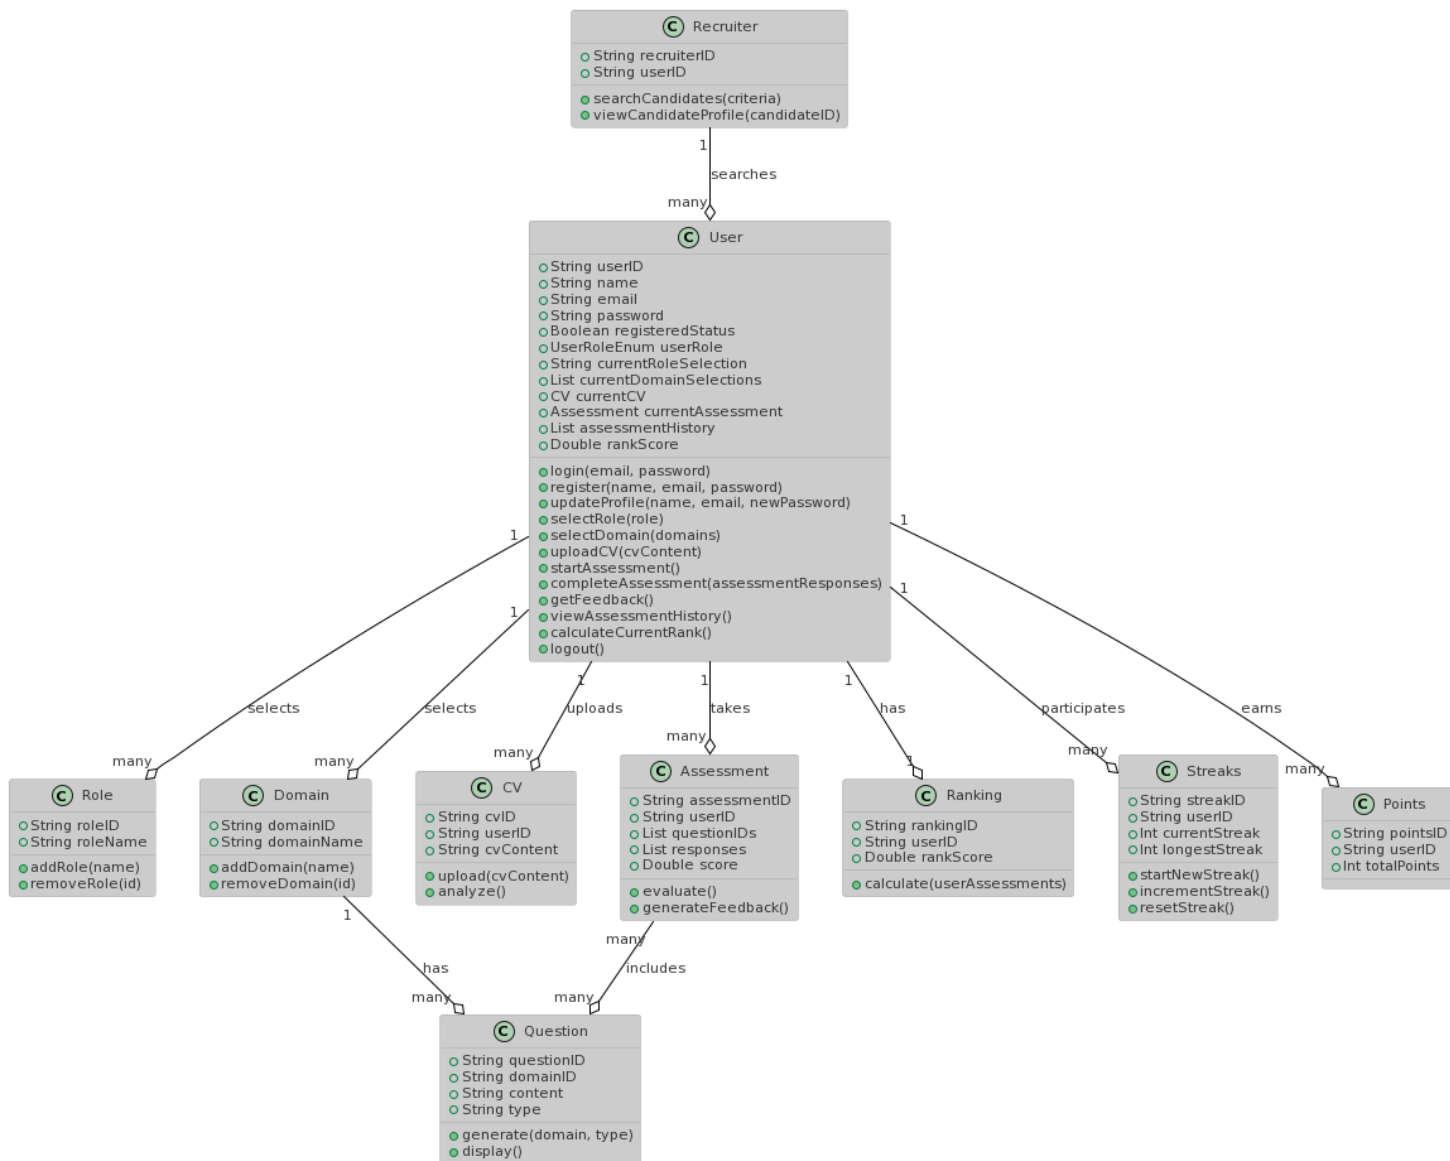 C Recruiter
String recruiterID
String userID
searchCandidates(criteria)
viewCandidateProfile(candidateID)
1
searches
many
C User
String userID
String name
String email
String password
Boolean registeredStatus
UserRoleEnum userRole
String currentRoleSelection
List currentDomainSelections
CV currentCV
Assessment currentAssessment
List assessmentHistory
Double rankScore
login(email, password)
register(name, email, password)
updateProfile(name, email, newPassword)
selectRole(role)
selectDomain(domains)
uploadCV(cvContent)
startAssessment()
completeAssessment(assessmentResponses)
getFeedback()
viewAssessmentHistory()
calculateCurrentRank()
logout()
1
selects
many
1
selects
many
1
uploads
many
1
takes
many
1
has
1
1
participates
many
1
earns
many
C Role
String roleID
String roleName
addRole(name)
removeRole(id)
C Domain
String domainID
String domainName
addDomain(name)
removeDomain(id)
C CV
String cvID
String userID
String cvContent
upload(cvContent)
analyze()
C Assessment
String assessmentID
String userID
List questionIDs
List responses
Double score
evaluate()
generateFeedback()
C Ranking
String rankingID
String userID
Double rankScore
calculate(userAssessments)
C Streaks
String streakID
String userID
Int currentStreak
Int longestStreak
startNewStreak()
incrementStreak()
resetStreak()
C Points
String pointsID
String userID
Int totalPoints
1
has
many
many
includes
many
C Question
String questionID
String domainID
String content
String type
generate(domain, type)
display()